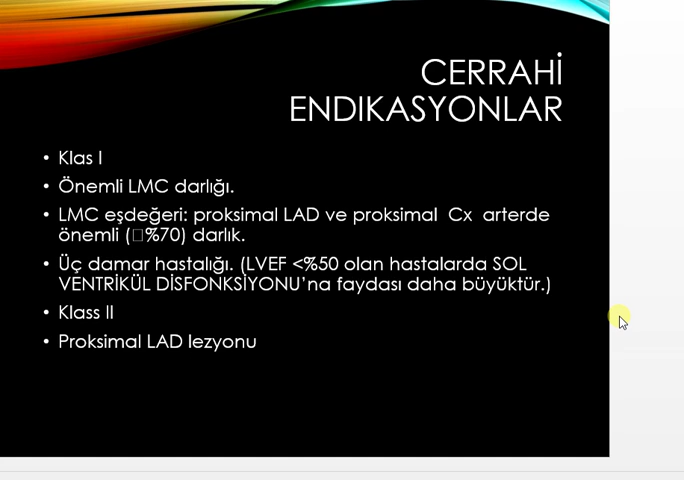 CERRAHİ
ENDIKASYONLAR
• Klas I
• Önemli LMC darlığı.
• LMC eşdeğeri: proksimal LAD ve proksimal Cx arterde
önemli (□%70) darlık.
• Üç damar hastalığı. (LVEF <%50 olan hastalarda SOL
VENTRİKÜL DİSFONKSİYONU’na faydası daha büyüktür.)
• Klass II
• Proksimal LAD lezyonu